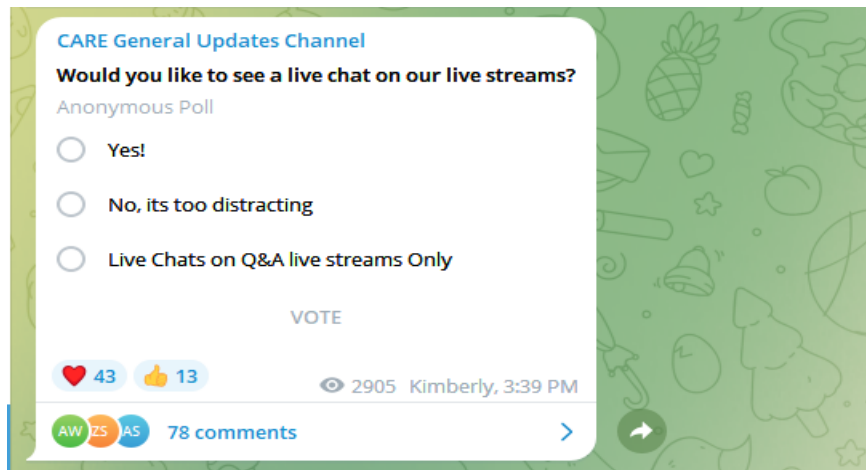 CARE General Updates Channel
Would you like to see a live chat on our live streams?
Anonymous Poll
Yes!
No, its too distracting
Live Chats on Q&A live streams Only
VOTE
43 13
2905 Kimberly, 3:39 PM
AW ZS AS 78 comments